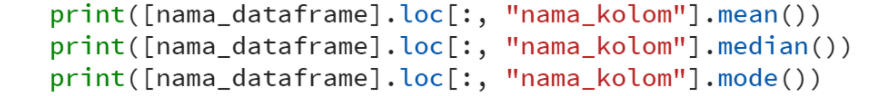 print([nama_dataframe].loc[:, "nama_kolom"].mean())
print([nama_dataframe].loc[:, "nama_kolom"].median())
print([nama_dataframe].loc[:, "nama_kolom"].mode())